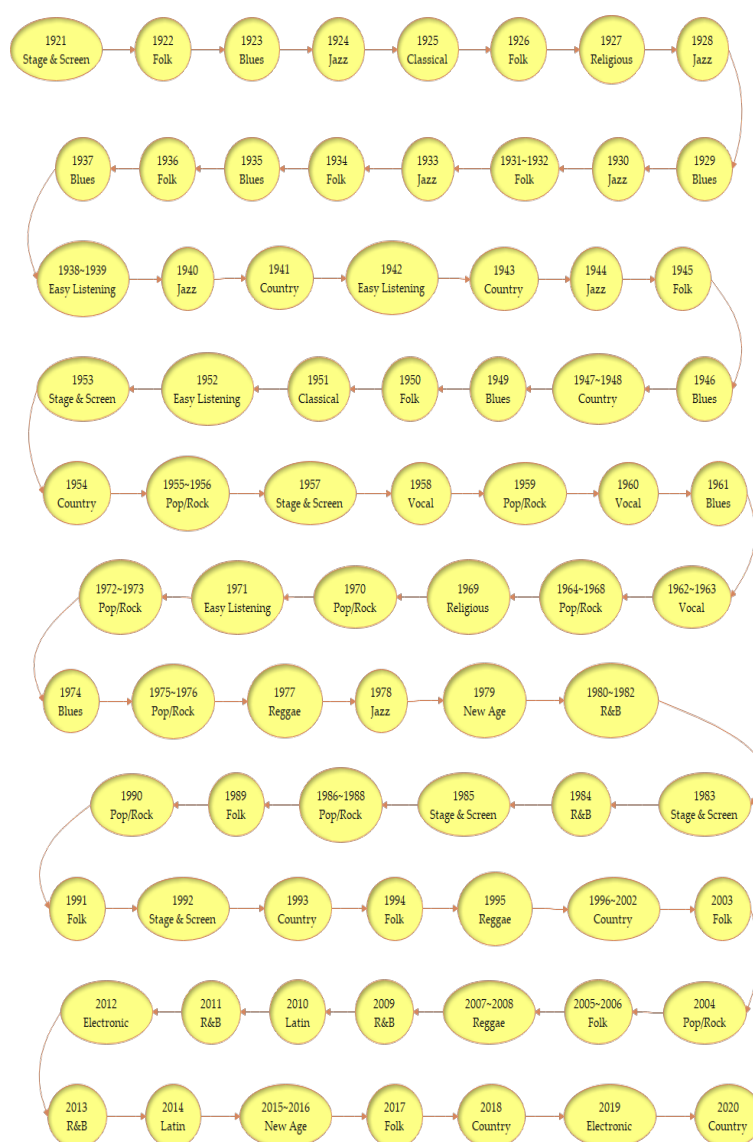 1921
Stage & Screen
1922
Folk
1923
Blues
1924
Jazz
1925
Classical
1926
Folk
1927
Religious
1928
Jazz
1929
Blues
1930
Jazz
1931~1932
Folk
1933
Jazz
1934
Folk
1935
Blues
1936
Folk
1937
Blues
1938~1939
Easy Listening
1940
Jazz
1941
Country
1942
Easy Listening
1943
Country
1944
Jazz
1945
Folk
1946
Blues
1947~1948
Country
1949
Blues
1950
Folk
1951
Classical
1952
Easy Listening
1953
Stage & Screen
1954
Country
1955~1956
Pop/Rock
1957
Stage & Screen
1958
Vocal
1959
Pop/Rock
1960
Vocal
1961
Blues
1962~1963
Vocal
1964~1968
Pop/Rock
1969
Religious
1970
Pop/Rock
1971
Easy Listening
1972~1973
Pop/Rock
1974
Blues
1975~1976
Pop/Rock
1977
Reggae
1978
Jazz
1979
New Age
1980~1982
R&B
1983
Stage & Screen
1984
R&B
1985
Stage & Screen
1986~1988
Pop/Rock
1989
Folk
1990
Pop/Rock
1991
Folk
1992
Stage & Screen
1993
Country
1994
Folk
1995
Reggae
1996~2002
Country
2003
Folk
2004
Pop/Rock
2005~2006
Folk
2007~2008
Reggae
2009
R&B
2010
Latin
2011
R&B
2012
Electronic
2013
R&B
2014
Latin
2015~2016
New Age
2017
Folk
2018
Country
2019
Electronic
2020
Country